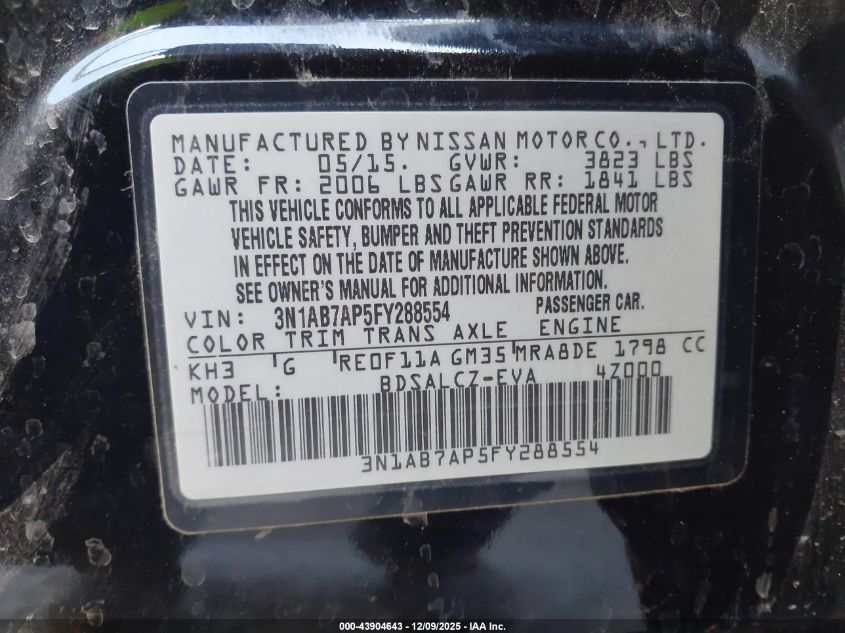 MANUFACTURED BY NISSAN MOTOR CO., LTD.
DATE: 05/15. GVWR: 3823 LBS
GAWR FR: 2006 LBS GAWR RR: 1841 LBS
THIS VEHICLE CONFORMS TO ALL APPLICABLE FEDERAL MOTOR
VEHICLE SAFETY, BUMPER AND THEFT PREVENTION STANDARDS
IN EFFECT ON THE DATE OF MANUFACTURE SHOWN ABOVE.
SEE OWNER'S MANUAL FOR ADDITIONAL INFORMATION.
VIN: 3N1AB7AP5FY288554 PASSENGER CAR.
COLOR TRIM TRANS AXLE ENGINE
KH3 G RE0F11A GM35 MRA8DE 1798 CC
MODEL: BDSALCZ-EVA 4Z000
3N1AB7AP5FY288554
000-43904643 / 12/09/2025 - IAA Inc.